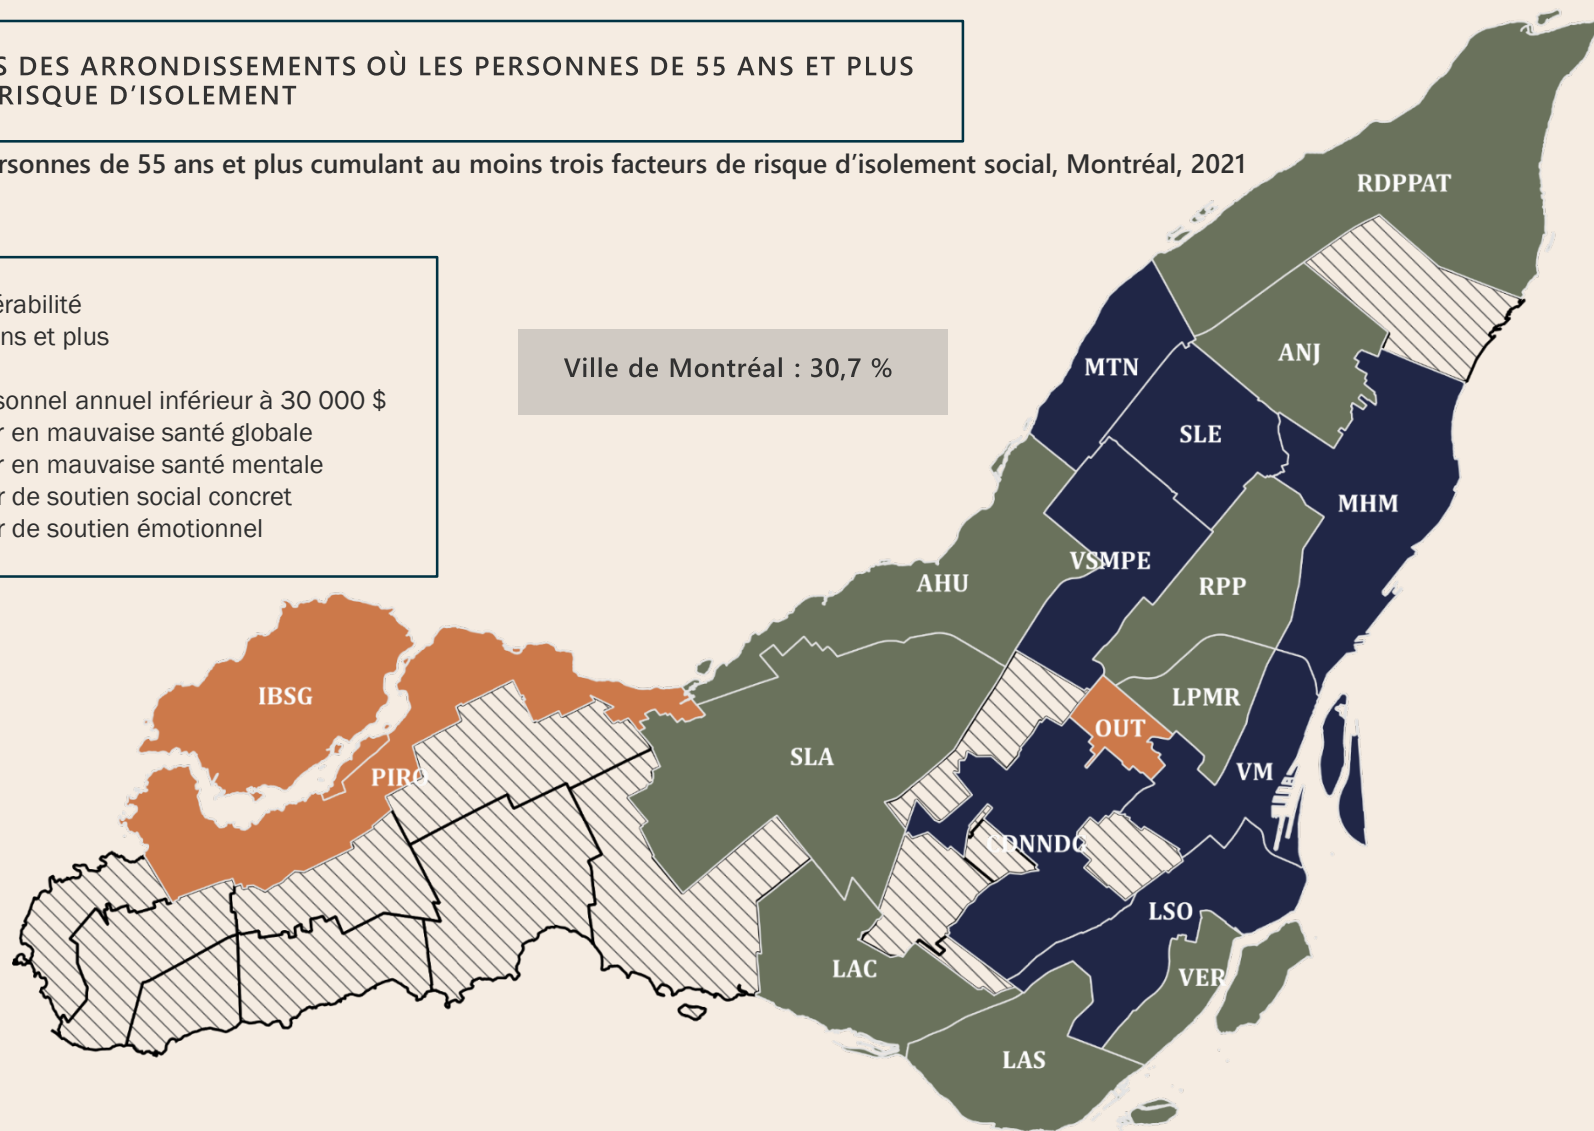 S DES ARRONDISSEMENTS OÙ LES PERSONNES DE 55 ANS ET PLUS
RISQUE D'ISOLEMENT
rsonnes de 55 ans et plus cumulant au moins trois facteurs de risque d'isolement social, Montréal, 2021
érabilité
ns et plus
sonnel annuel inférieur à 30 000 $
r en mauvaise santé globale
r en mauvaise santé mentale
r de soutien social concret
r de soutien émotionnel
Ville de Montréal : 30,7 %
RDPPAT
ANJ
MTN
SLE
MHM
VSMPE
AHU
RPP
IBSG
LPMR
OUT
SLA
VM
PIRO
CDNNDG
LSO
LAC
VER
LAS